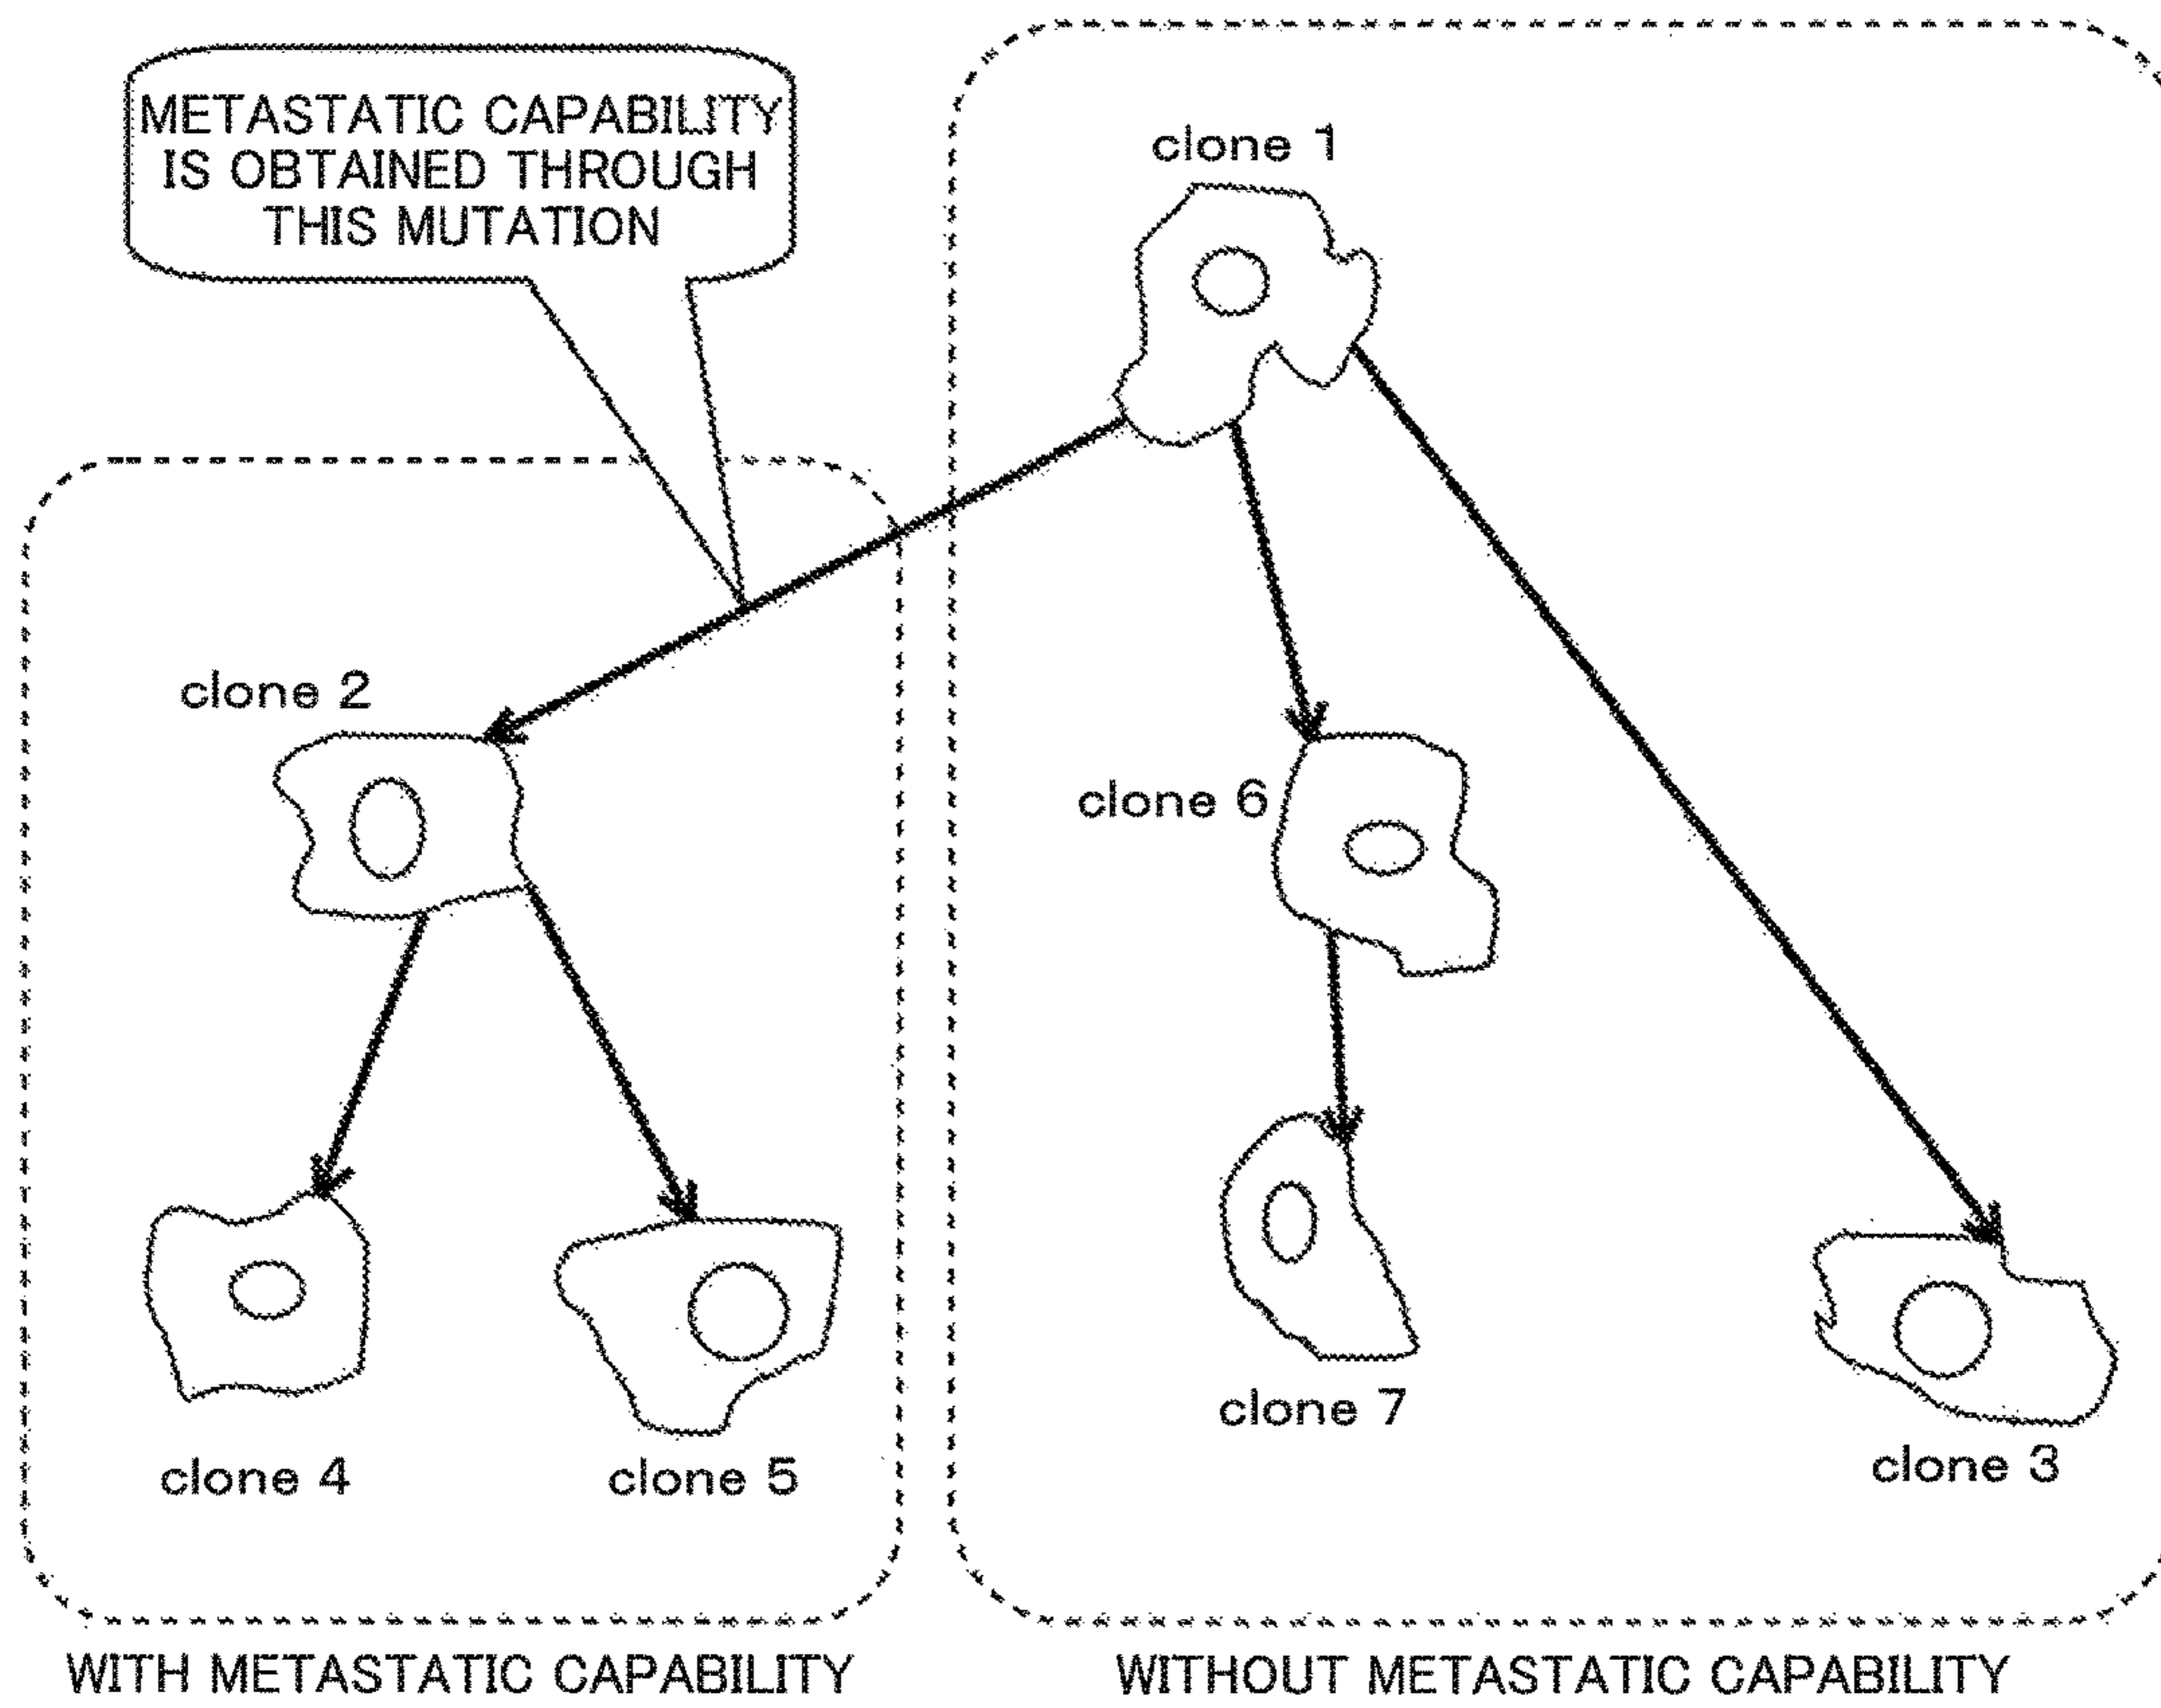 METASTATIC CAPABILITY
IS OBTAINED THROUGH
THIS MUTATION
clone 1
clone 2
clone 6
clone 7
clone 3
clone 4
clone 5
WITH METASTATIC CAPABILITY
WITHOUT METASTATIC CAPABILITY